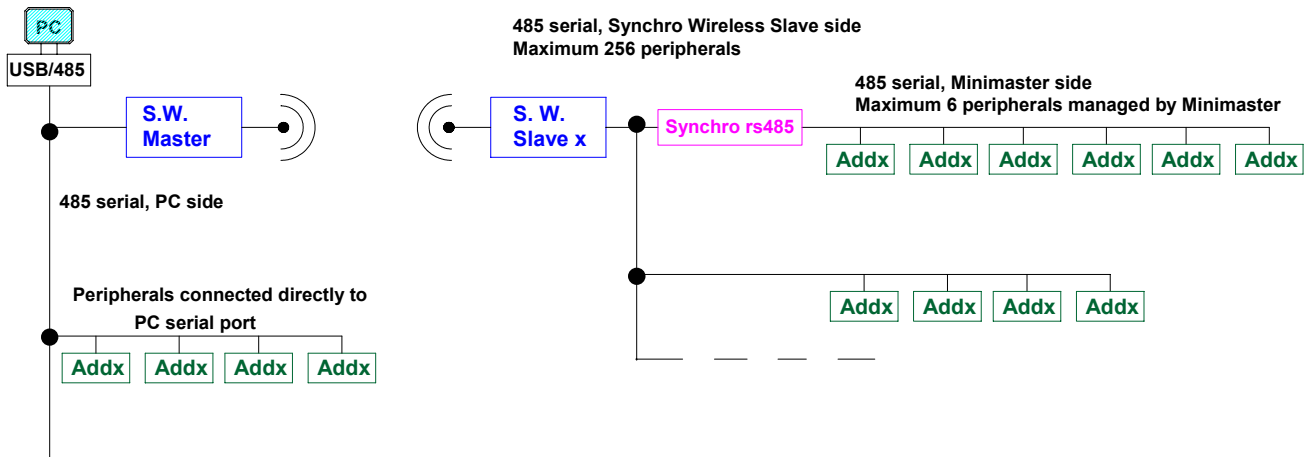 PC
USB/485
485 serial, Synchro Wireless Slave side
Maximum 256 peripherals
485 serial, Minimaster side
Maximum 6 peripherals managed by Minimaster
S.W.
Master
S. W.
Slave x
Synchro rs485
Addx Addx Addx Addx Addx Addx
485 serial, PC side
Peripherals connected directly to
PC serial port
Addx Addx Addx Addx
Addx Addx Addx Addx